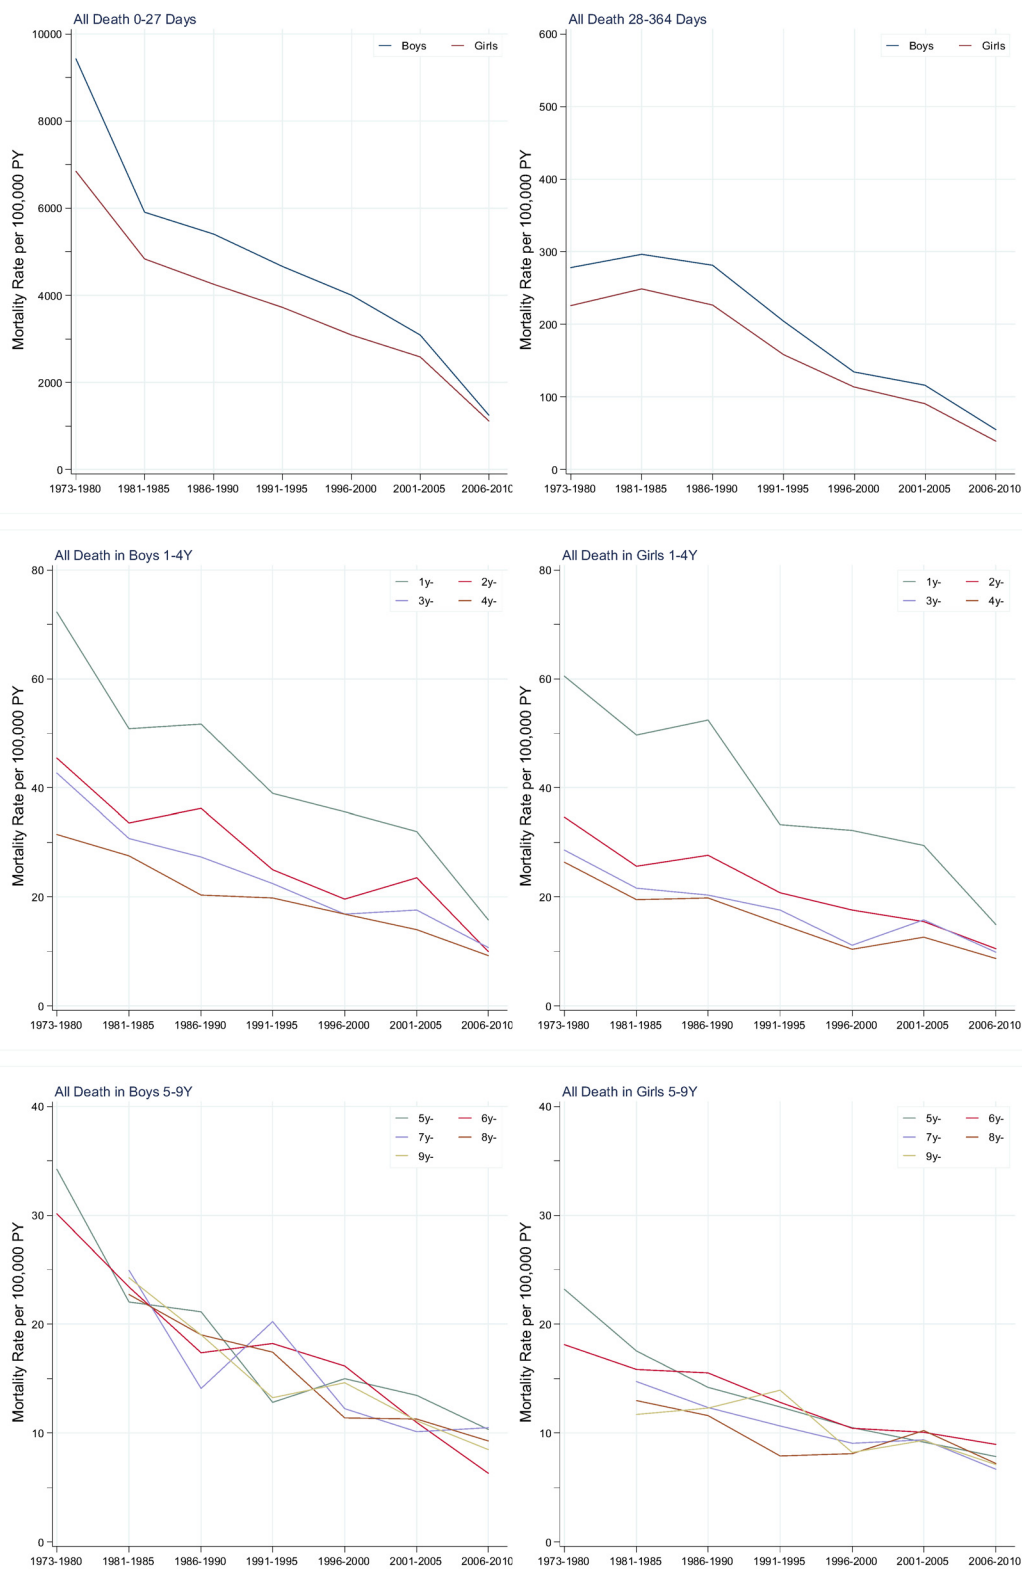 All Death 0-27 Days
Boys Girls
Mortality Rate per 100,000 PY
10000
8000
6000
4000
2000
0
1973-1980 1981-1985 1986-1990 1991-1995 1996-2000 2001-2005 2006-2010
All Death 28-364 Days
Boys Girls
Mortality Rate per 100,000 PY
600
500
400
300
200
100
0
1973-1980 1981-1985 1986-1990 1991-1995 1996-2000 2001-2005 2006-2010
All Death in Boys 1-4Y
1y- 2y-
3y- 4y-
Mortality Rate per 100,000 PY
80
60
40
20
0
1973-1980 1981-1985 1986-1990 1991-1995 1996-2000 2001-2005 2006-2010
All Death in Girls 1-4Y
1y- 2y-
3y- 4y-
Mortality Rate per 100,000 PY
80
60
40
20
0
1973-1980 1981-1985 1986-1990 1991-1995 1996-2000 2001-2005 2006-2010
All Death in Boys 5-9Y
5y- 6y-
7y- 8y-
9y-
Mortality Rate per 100,000 PY
40
30
20
10
0
1973-1980 1981-1985 1986-1990 1991-1995 1996-2000 2001-2005 2006-2010
All Death in Girls 5-9Y
5y- 6y-
7y- 8y-
9y-
Mortality Rate per 100,000 PY
40
30
20
10
0
1973-1980 1981-1985 1986-1990 1991-1995 1996-2000 2001-2005 2006-2010